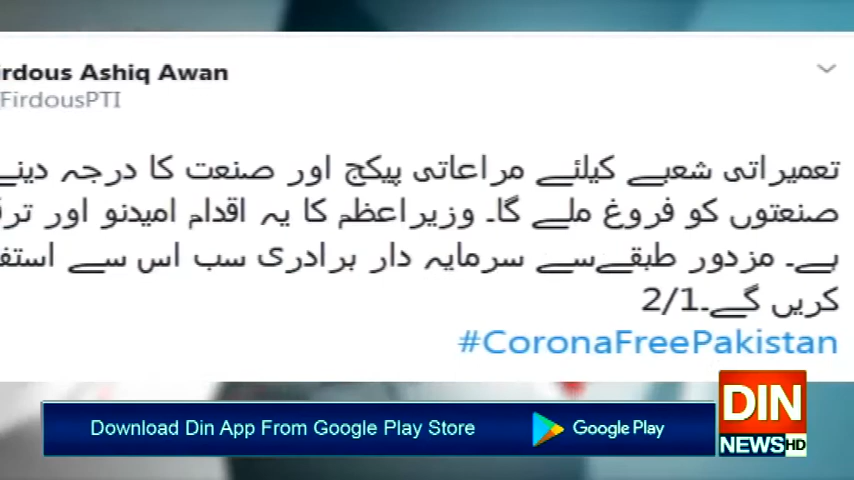 irdous Ashiq Awan
FirdousPTI
تعمیراتی شعبے کیلئے مراعاتی پیکج اور صنعت کا درجہ دینے
صنعتوں کو فروغ ملے گا۔ وزیراعظم کا یہ اقدام امیدنو اور
ہے۔ مزدور طبقےسے سرمایہ دار برادری سب اس سے
کریں گے۔2/1
#CoronaFreePakistan
Download Din App From Google Play Store
Google Play
DIN
NEWS HD